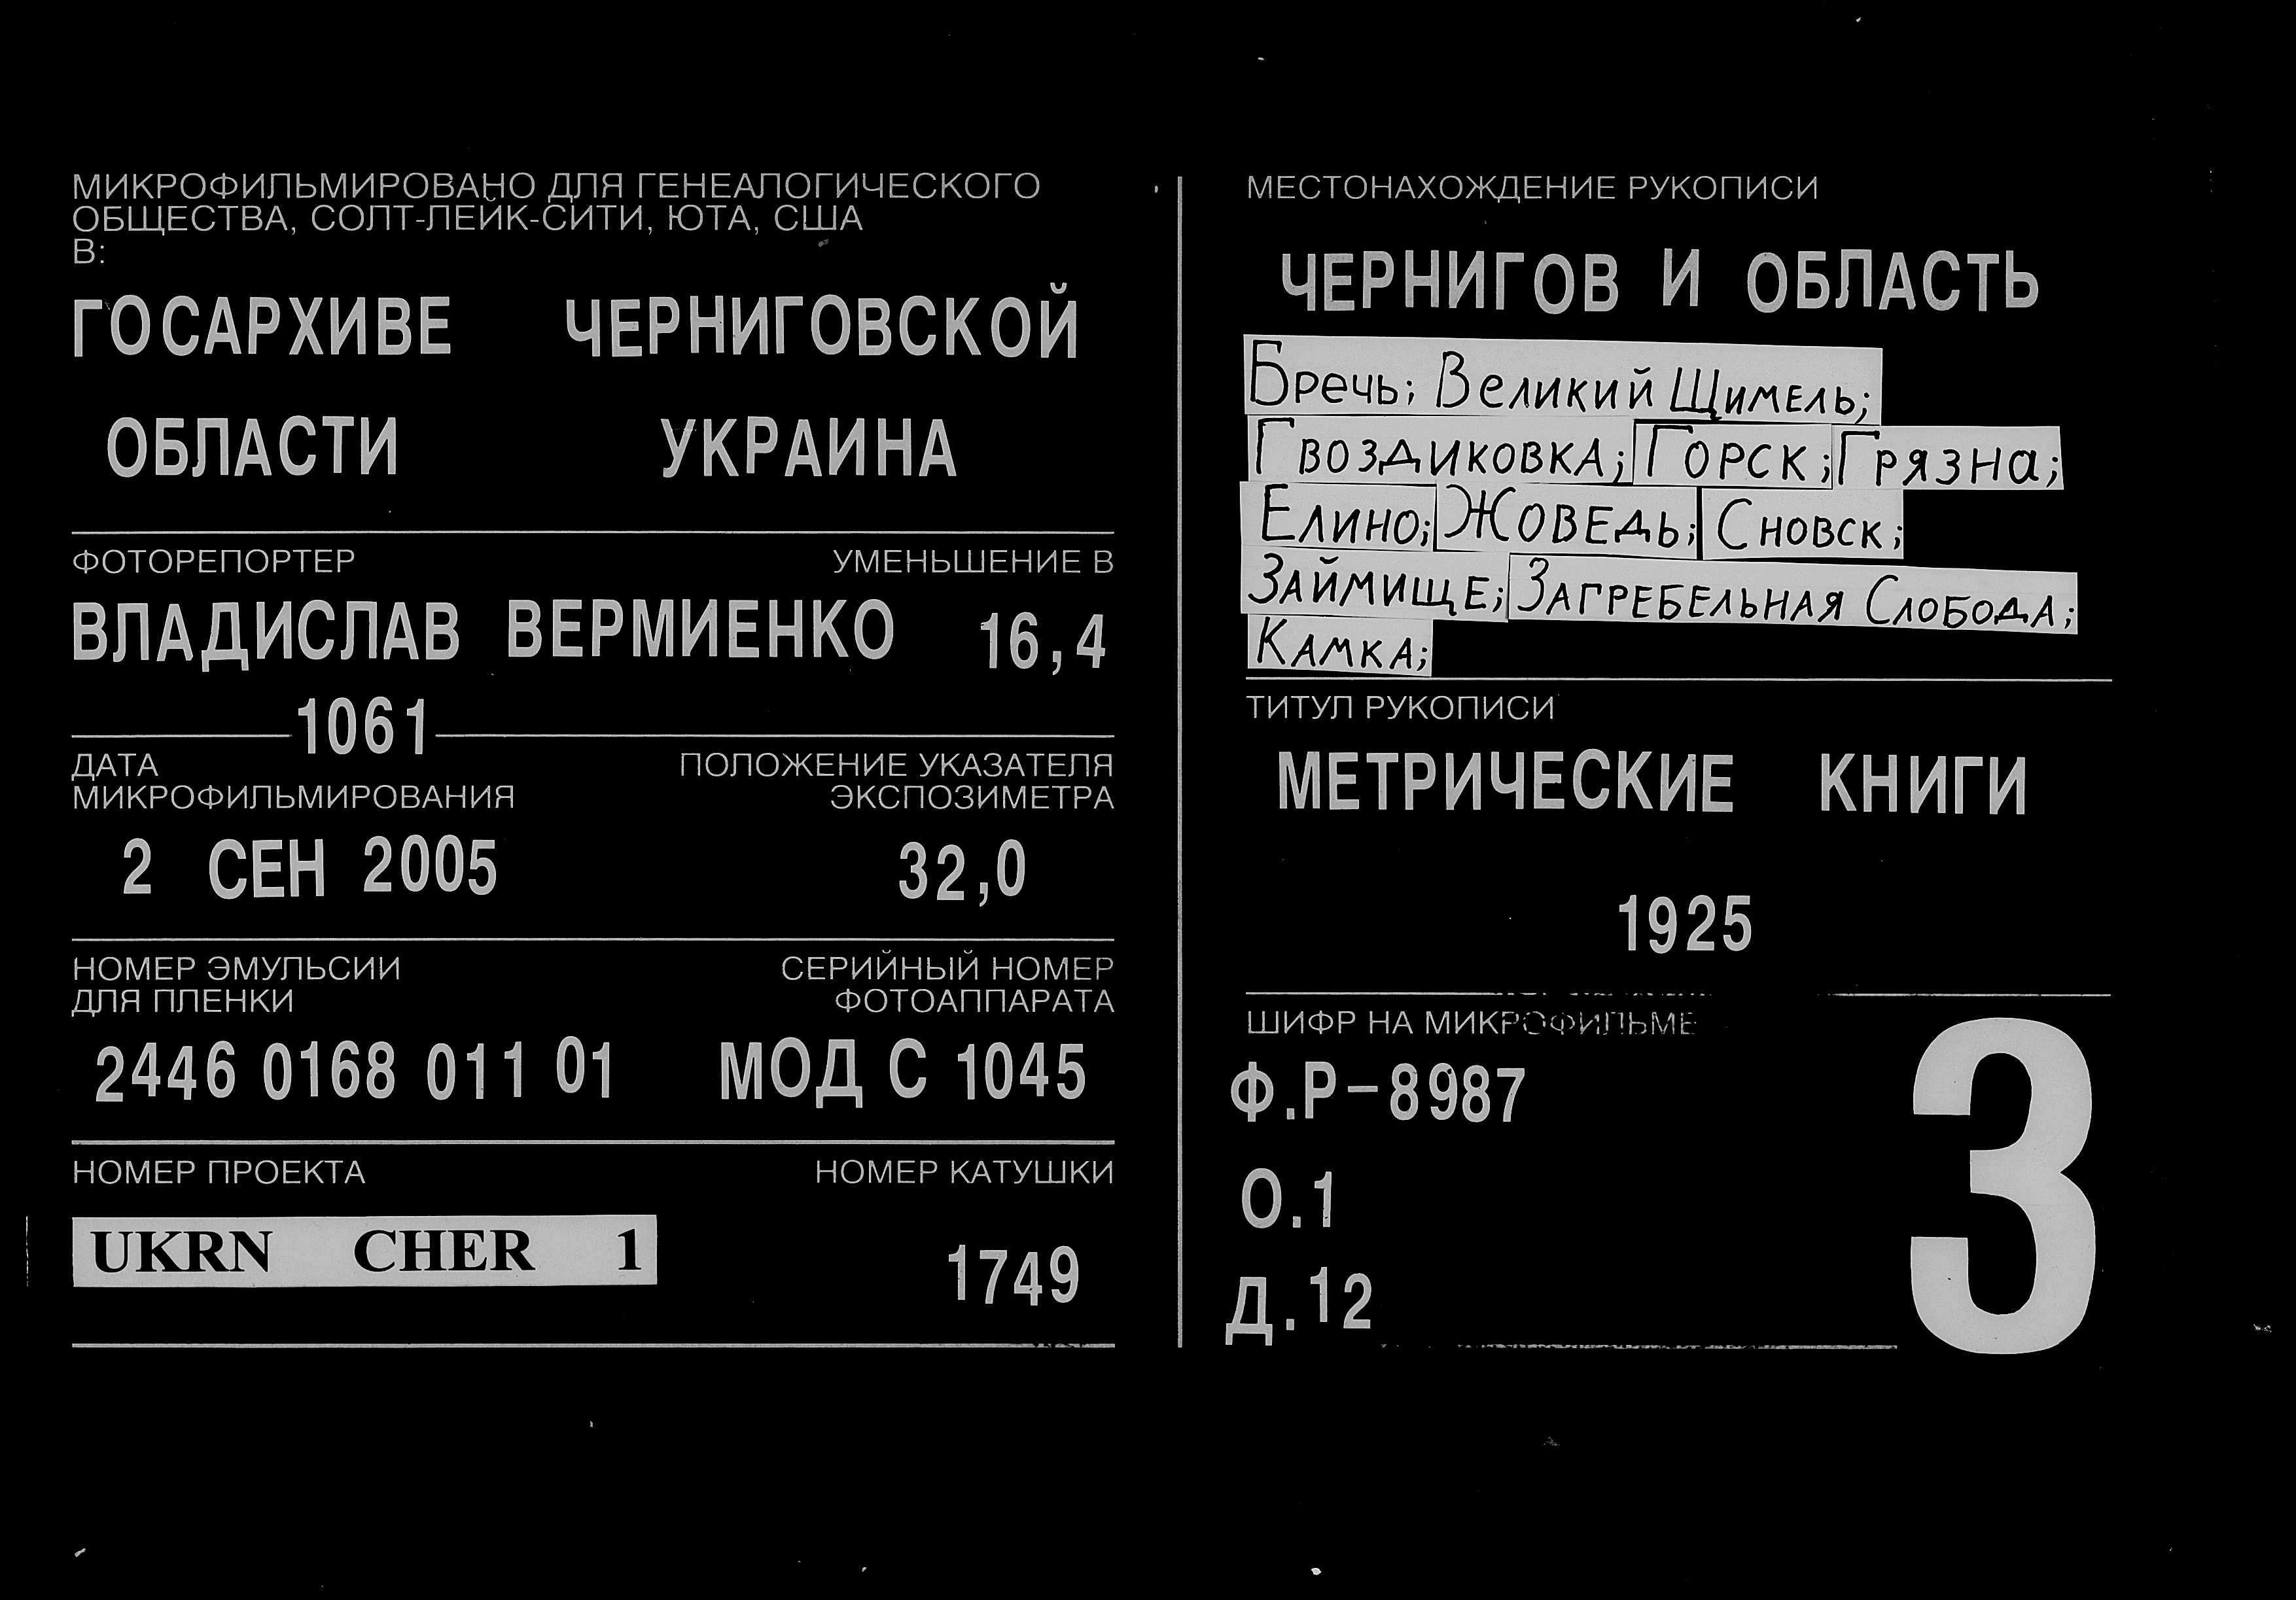 МИКРОФИЛЬМИРОВАНО ДЛЯ ГЕНЕАЛОГИЧЕСКОГО
ОБЩЕСТВА, СОЛТ-ЛЕЙК-СИТИ, ЮТА, США
В:
ГОСАРХИВЕ ЧЕРНИГОВСКОЙ
ОБЛАСТИ УКРАИНА
ФОТОРЕПОРТЕР УМЕНЬШЕНИЕ В
ВЛАДИСЛАВ ВЕРМИЕНКО 16,4
1061
ДАТА ПОЛОЖЕНИЕ УКАЗАТЕЛЯ
МИКРОФИЛЬМИРОВАНИЯ ЭКСПОЗИМЕТРА
2 СЕН 2005 32,0
НОМЕР ЭМУЛЬСИИ СЕРИЙНЫЙ НОМЕР
ДЛЯ ПЛЕНКИ ФОТОАППАРАТА
2446 0168 011 01 МОД С 1045
НОМЕР ПРОЕКТА НОМЕР КАТУШКИ
UKRN CHER 1 1749
МЕСТОНАХОЖДЕНИЕ РУКОПИСИ
ЧЕРНИГОВ И ОБЛАСТЬ
Бречь; Великий Щимель;
Гвоздиковка; Горск; Грязна;
Елино; Жоведь; Сновск;
Займище; Загребельная Слобода;
Камка;
ТИТУЛ РУКОПИСИ
МЕТРИЧЕСКИЕ КНИГИ
1925
ШИФР НА МИКРОФИЛЬМЕ
Ф.Р-8987
О.1
Д.12
3